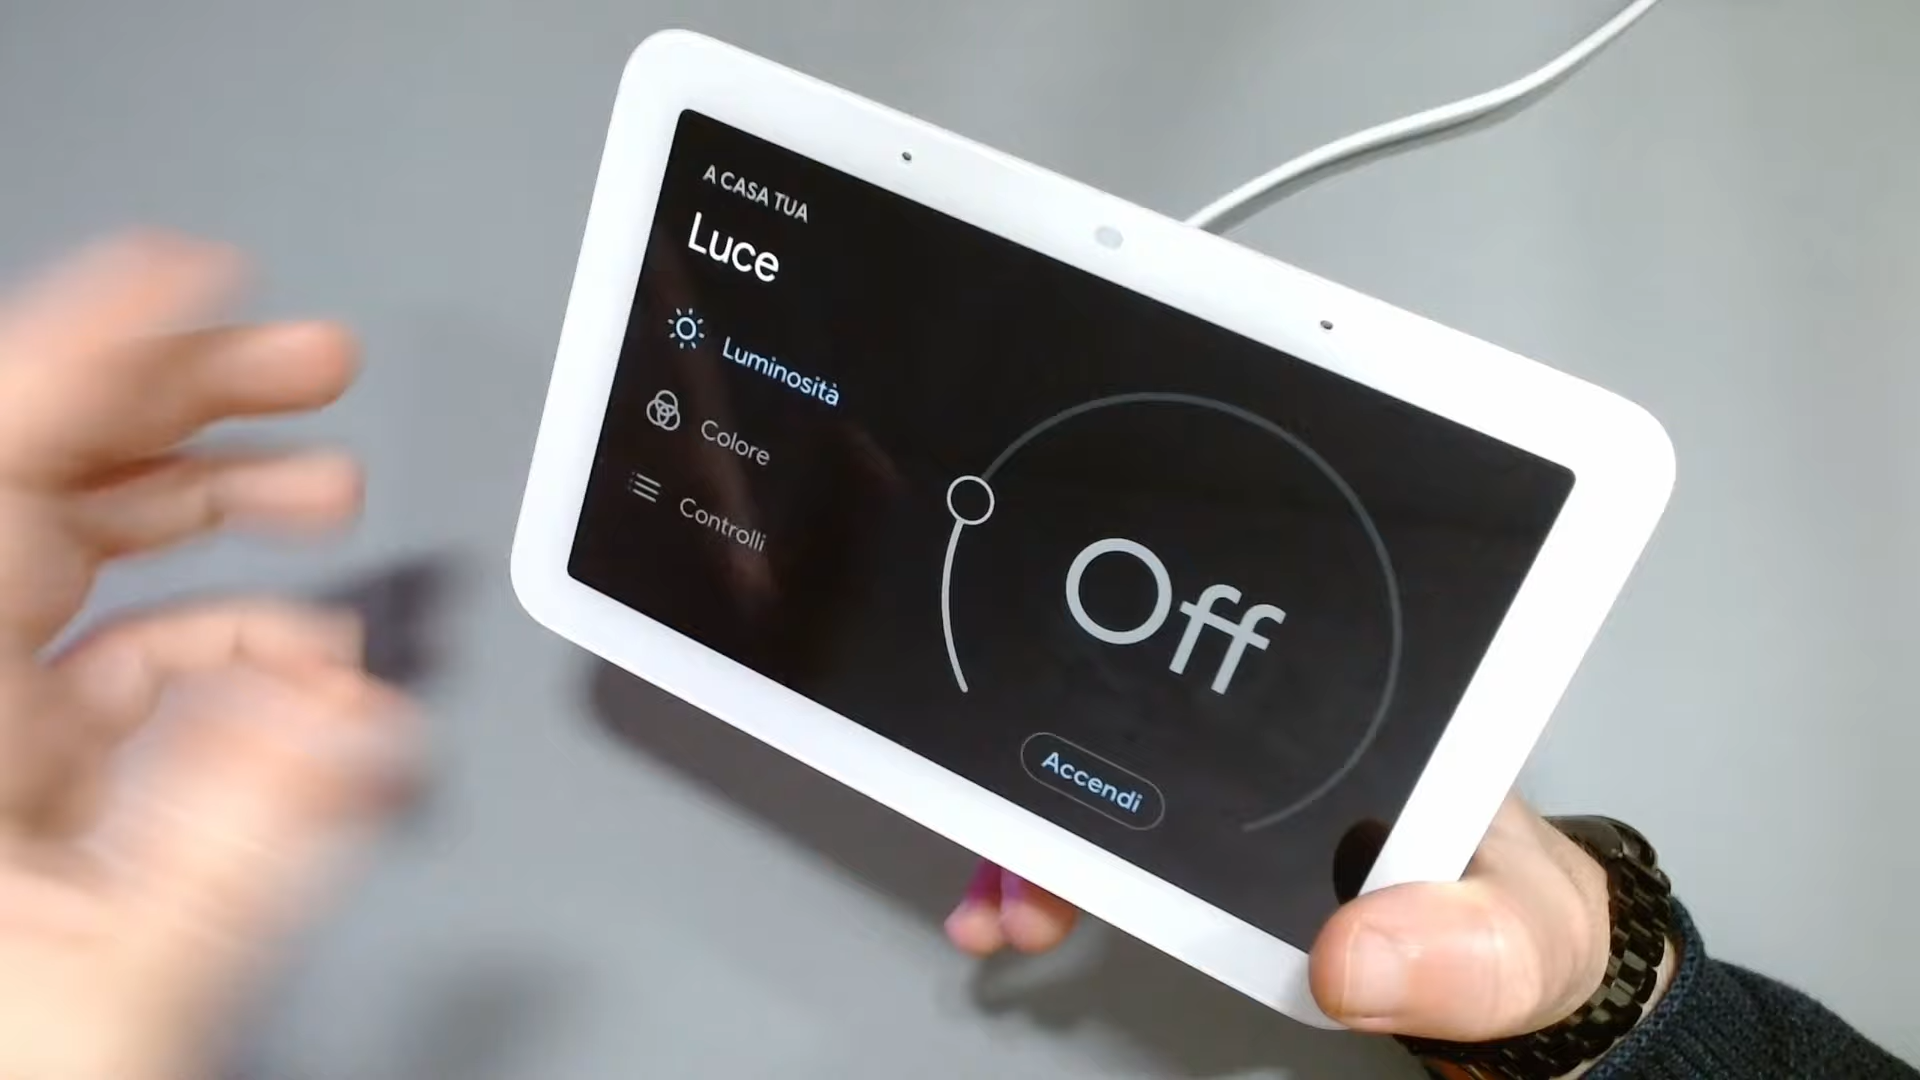 A CASA TUA
Luce
Luminosità
Colore
Controlli
Off
Accendi